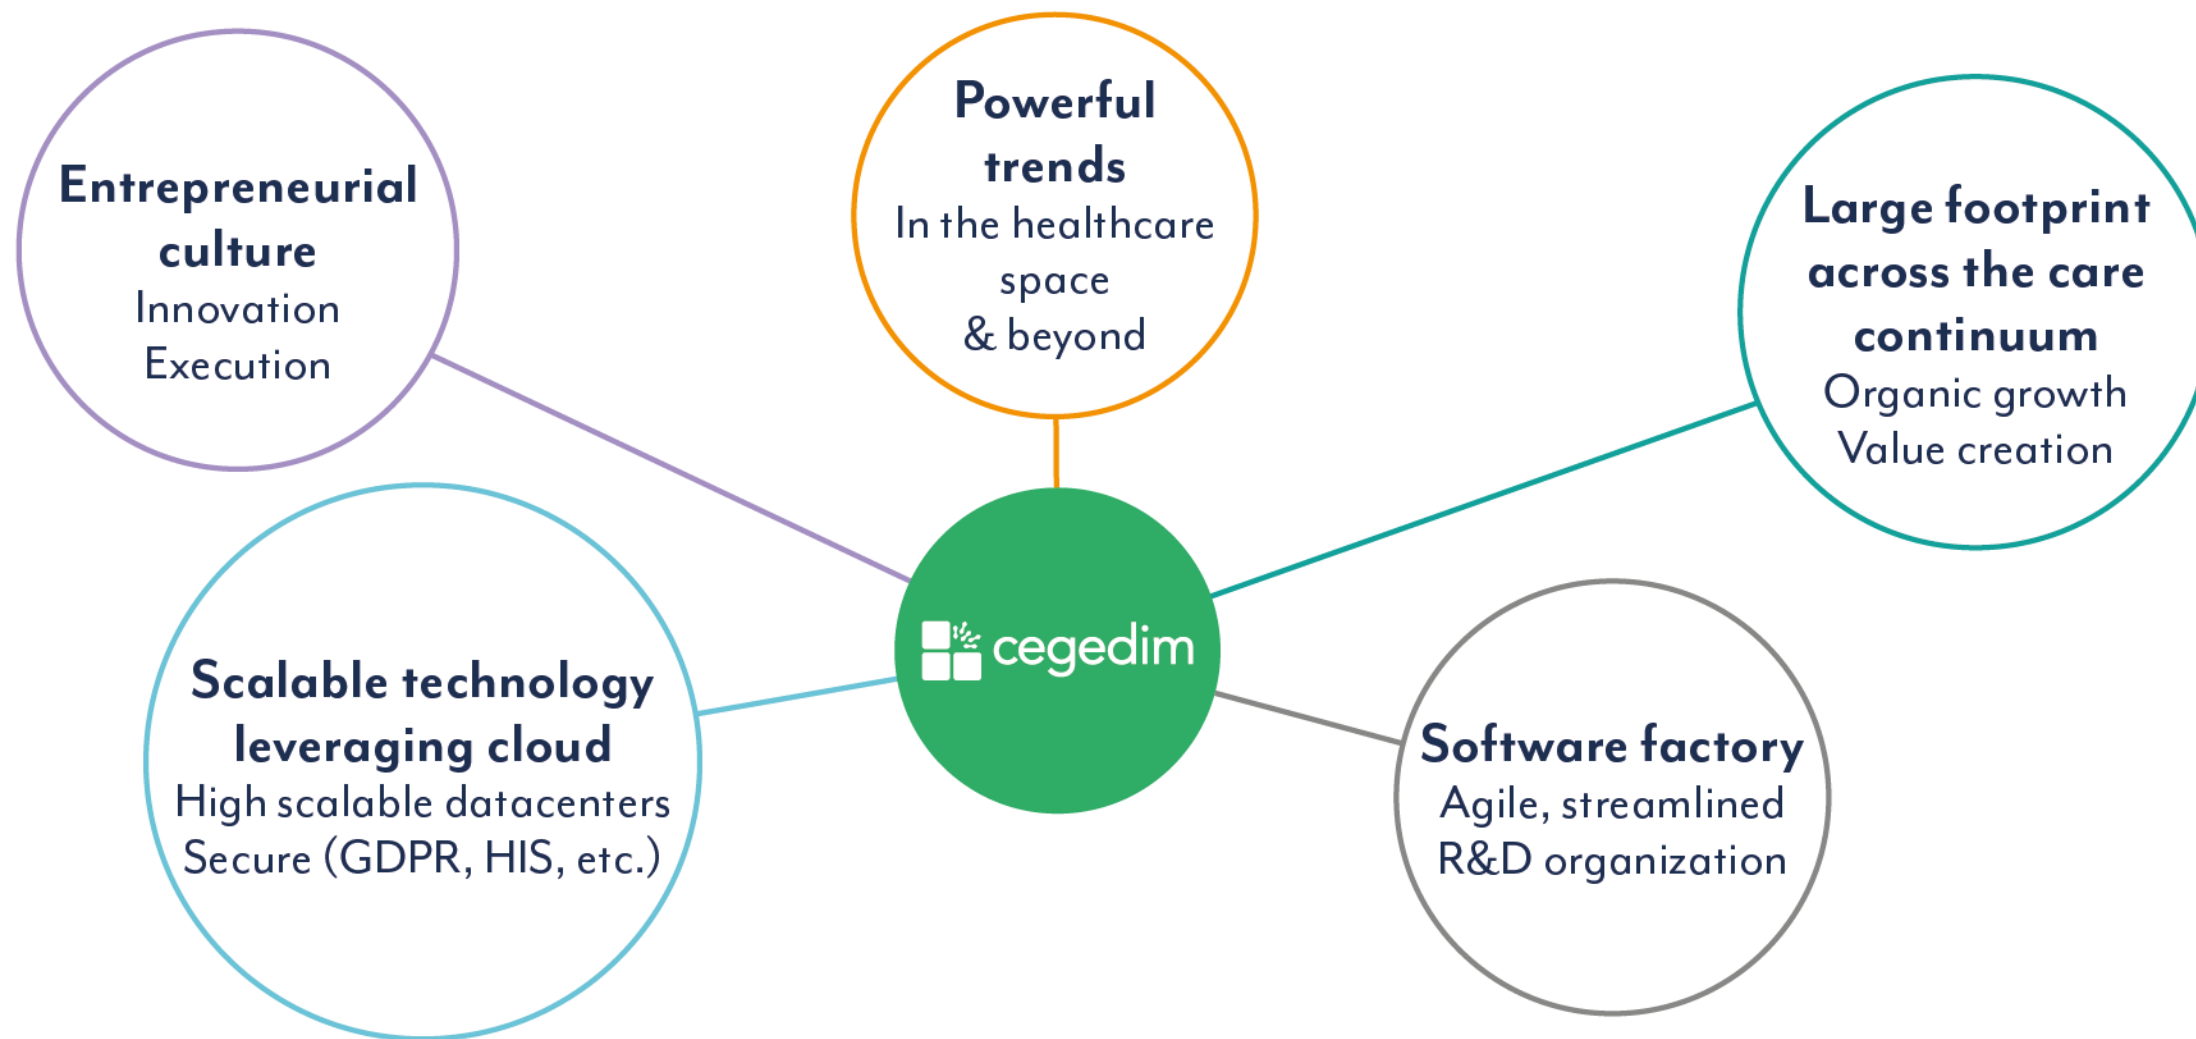 Entrepreneurial
culture
Innovation
Execution
Powerful
trends
In the healthcare
space
& beyond
Large footprint
across the care
continuum
Organic growth
Value creation
cegedim
Scalable technology
leveraging cloud
High scalable datacenters
Secure (GDPR, HIS, etc.)
Software factory
Agile, streamlined
R&D organization